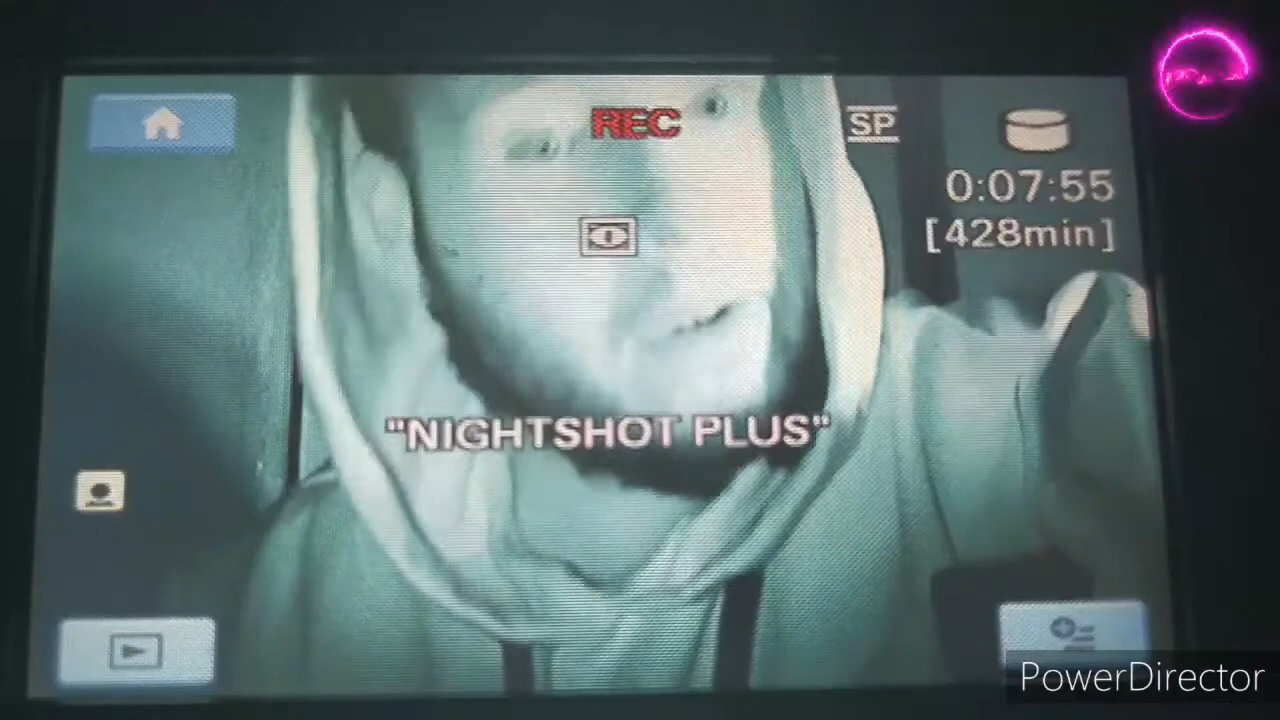 REC
SP
0:07:55
[428min]
"NIGHTSHOT PLUS"
PowerDirector